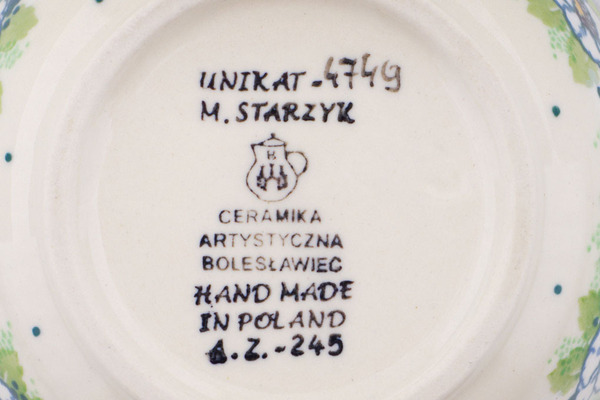 UNIKAT-4749
M. STARZYK
CERAMIKA
ARTYSTYCZNA
BOLESŁAWIEC
HAND MADE
IN POLAND
A.Z.-245